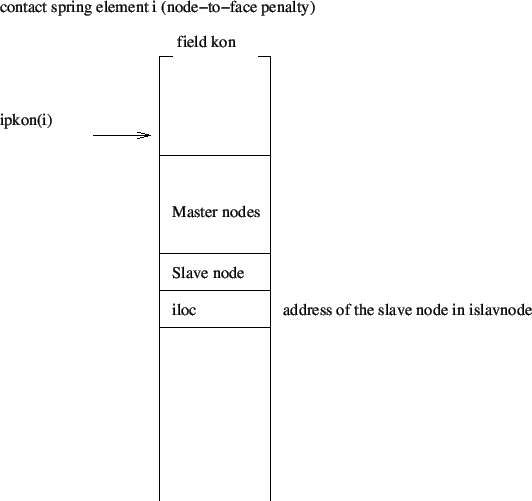 contact spring element i (node−to−face penalty)
field kon
ipkon(i)
Master nodes
Slave node
iloc
address of the slave node in islavnode